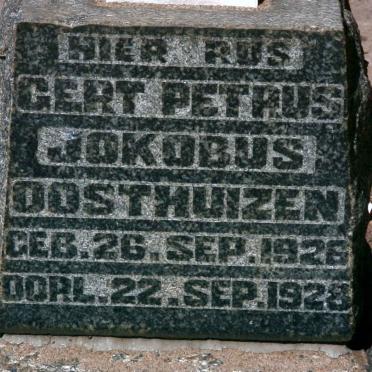 HIER RUS
GERT PETRUS
JOKOBUS
OOSTHUIZEN
GEB. 26. SEP. 1926
OORL. 22. SEP. 1928